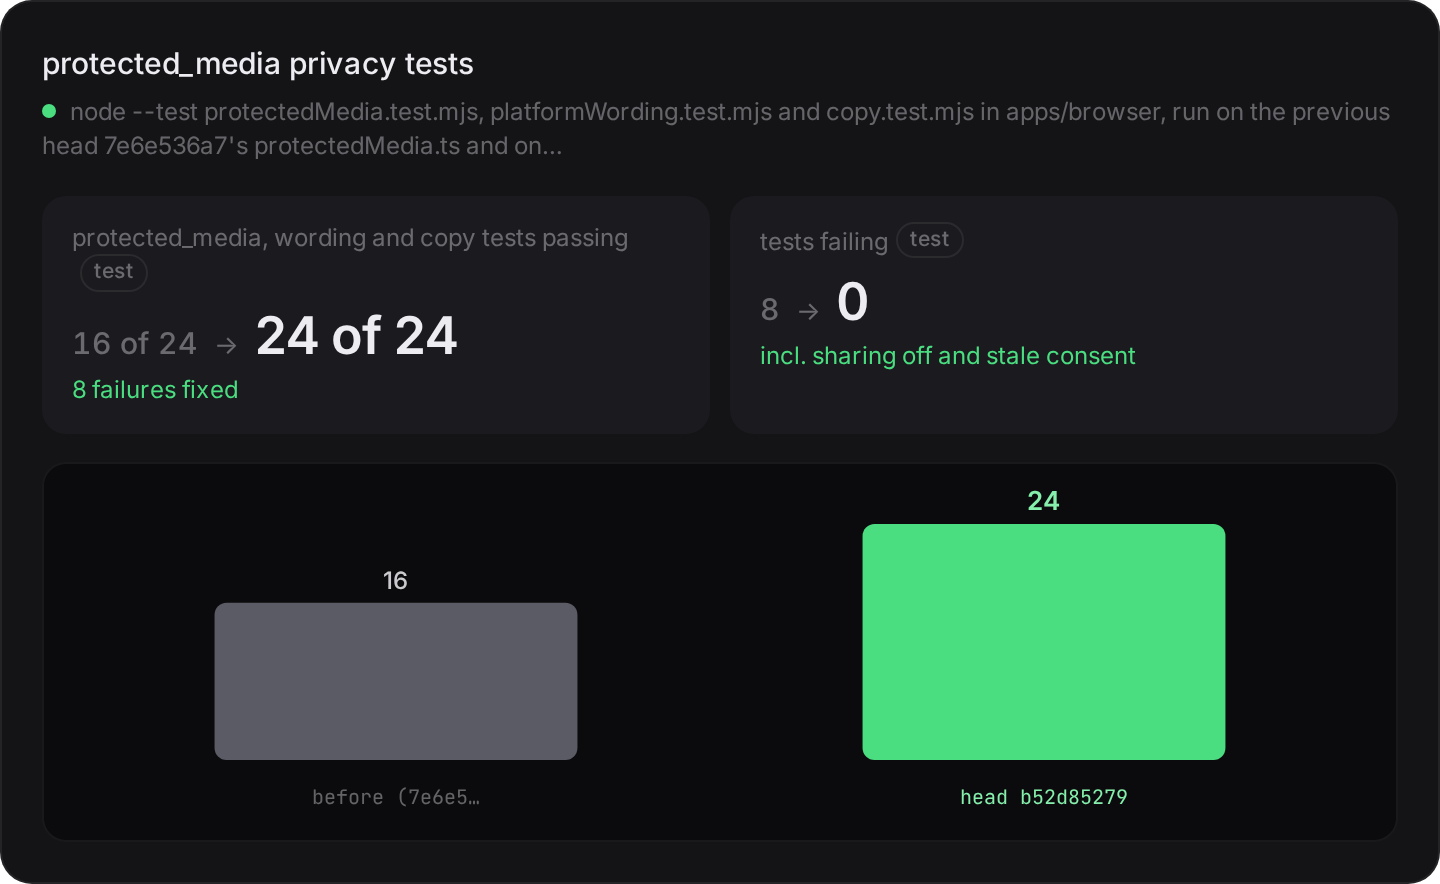 protected_media privacy tests
node --test protectedMedia.test.mjs, platformWording.test.mjs and copy.test.mjs in apps/browser, run on the previous
head 7e6e536a7's protectedMedia.ts and on…
protected_media, wording and copy tests passing
test
16 of 24 → 24 of 24
8 failures fixed
tests failing test
8 → 0
incl. sharing off and stale consent
16
24
before (7e6e5…
head b52d85279